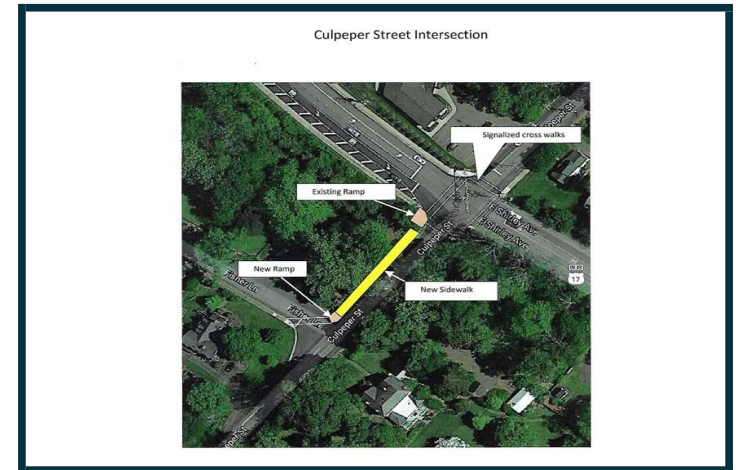 Culpeper Street Intersection
Signalized cross walks
Existing Ramp
E Shirley Ave.
E Shirley Ave.
Culpeper St
New Ramp
BUS
17
Fisher Ln
New Sidewalk
Fisher Ln
Culpeper St